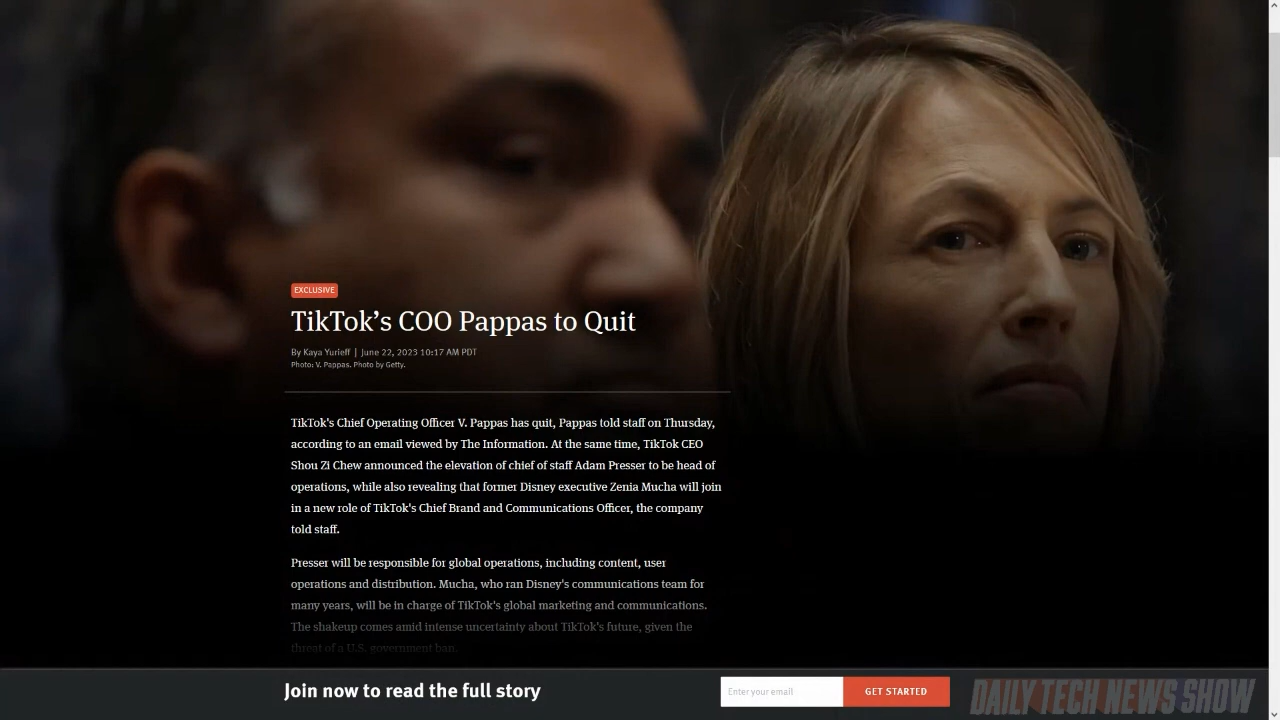 EXCLUSIVE
TikTok's COO Pappas to Quit
By Kaya Yurieff | June 22, 2023 10:17 AM PDT
Photo: V. Pappas. Photo by Getty.
TikTok's Chief Operating Officer V. Pappas has quit, Pappas told staff on Thursday,
according to an email viewed by The Information. At the same time, TikTok CEO
Shou Zi Chew announced the elevation of chief of staff Adam Presser to be head of
operations, while also revealing that former Disney executive Zenia Mucha will join
in a new role of TikTok's Chief Brand and Communications Officer, the company
told staff.
Presser will be responsible for global operations, including content, user
operations and distribution. Mucha, who ran Disney's communications team for
many years, will be in charge of TikTok's global marketing and communications.
The shakeup comes amid intense uncertainty about TikTok's future, given the
threat of a U.S. government ban.
Join now to read the full story
Enter your email
GET STARTED
DAILY TECH NEWS SHOW